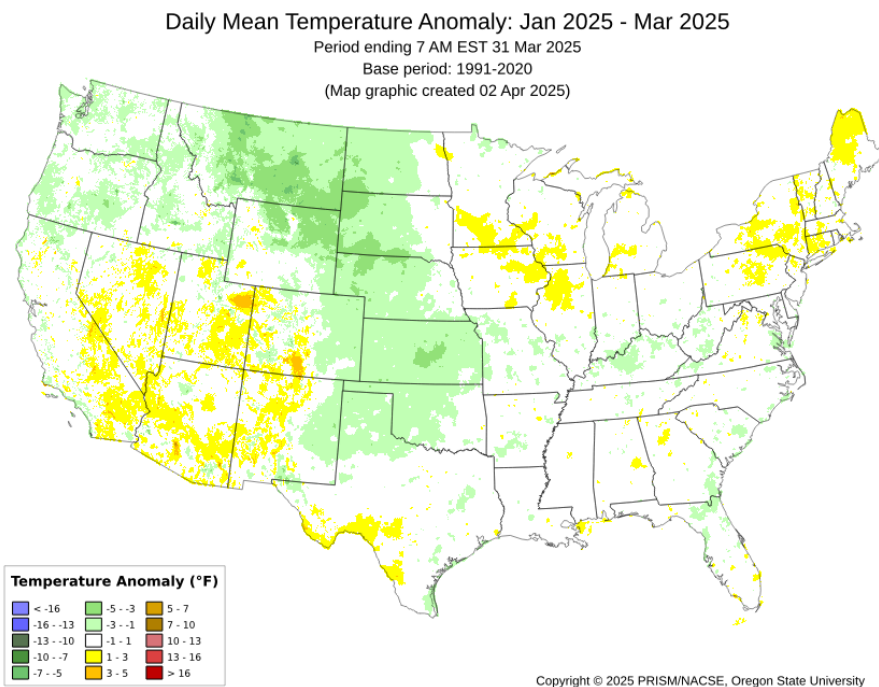 Daily Mean Temperature Anomaly: Jan 2025 - Mar 2025
Period ending 7 AM EST 31 Mar 2025
Base period: 1991-2020
(Map graphic created 02 Apr 2025)
Temperature Anomaly (°F)
< -16
-16 - -13
-13 - -10
-10 - -7
-7 - -5
-5 - -3
-3 - -1
-1 - 1
1 - 3
3 - 5
5 - 7
7 - 10
10 - 13
13 - 16
> 16
Copyright © 2025 PRISM/NACSE, Oregon State University